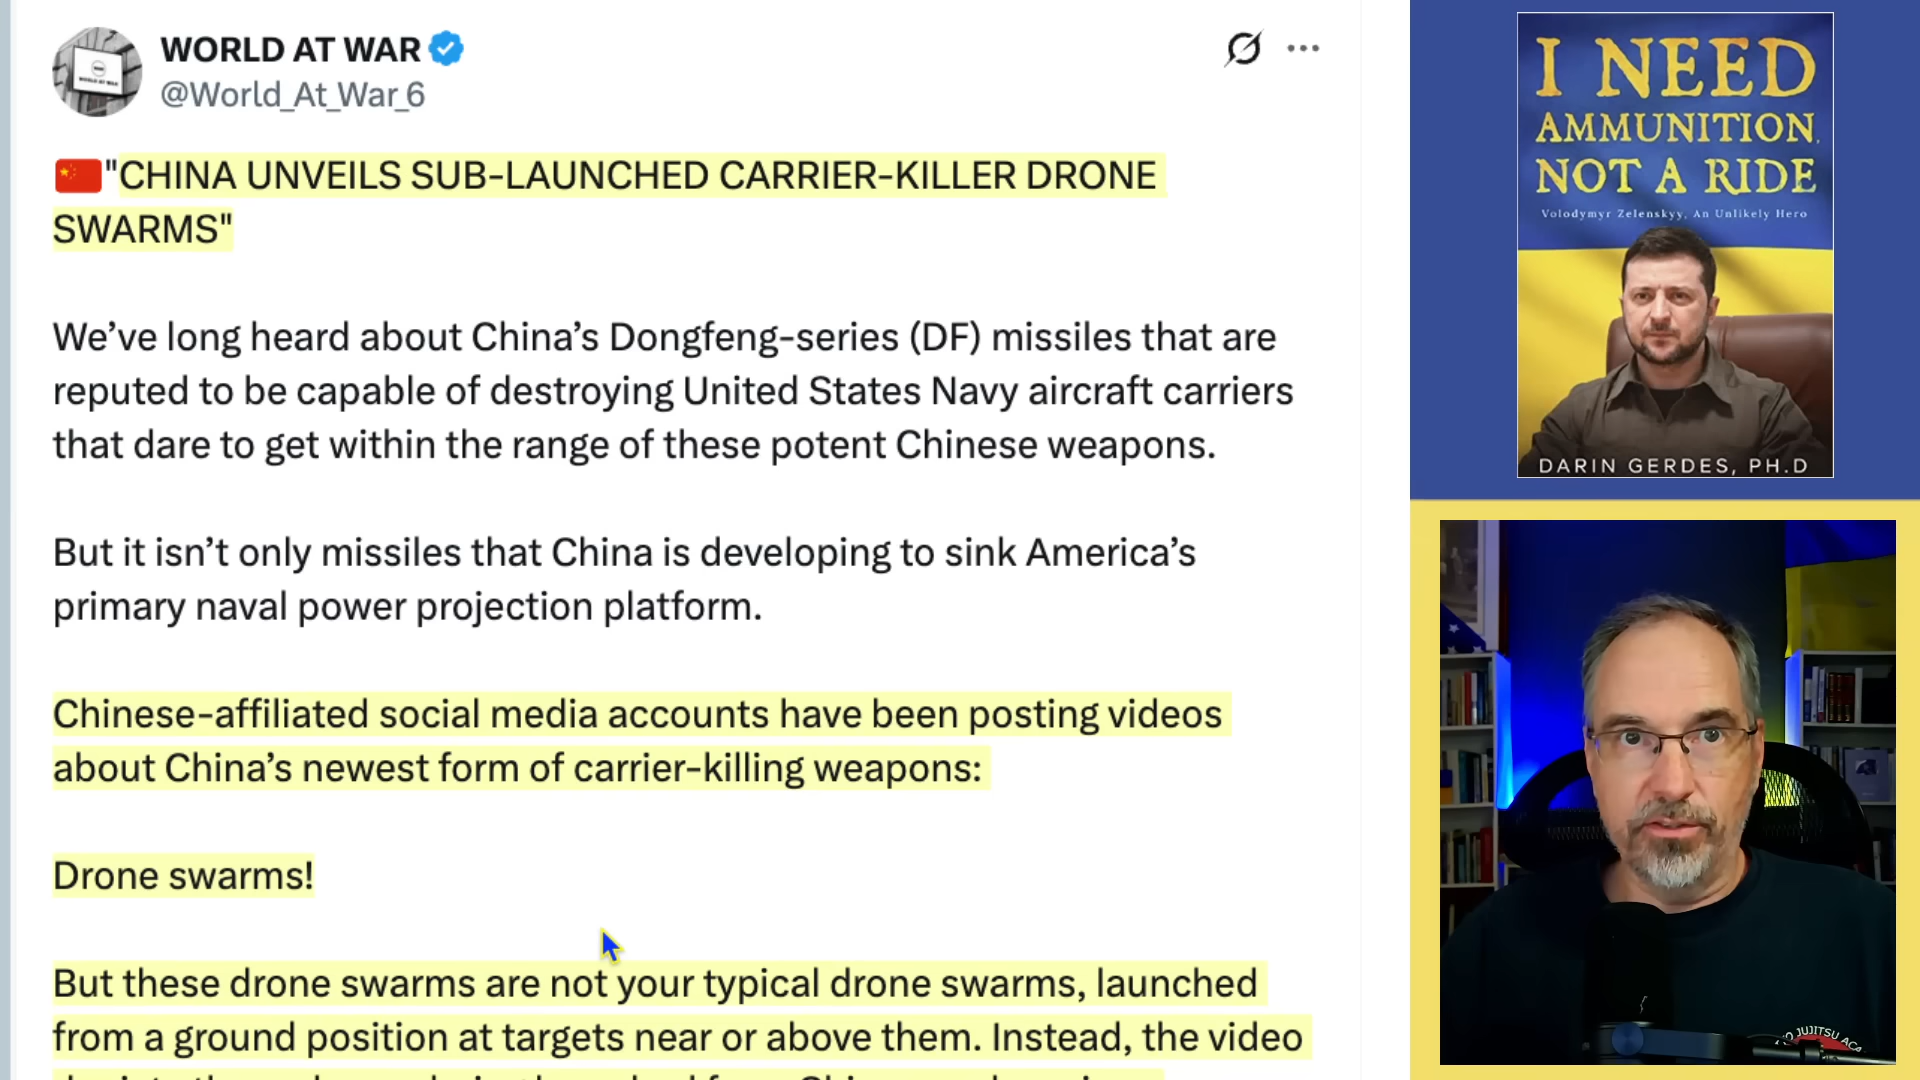 WORLD AT WAR
@World_At_War_6
"CHINA UNVEILS SUB-LAUNCHED CARRIER-KILLER DRONE
SWARMS"
We’ve long heard about China’s Dongfeng-series (DF) missiles that are
reputed to be capable of destroying United States Navy aircraft carriers
that dare to get within the range of these potent Chinese weapons.
But it isn’t only missiles that China is developing to sink America’s
primary naval power projection platform.
Chinese-affiliated social media accounts have been posting videos
about China’s newest form of carrier-killing weapons:
Drone swarms!
But these drone swarms are not your typical drone swarms, launched
from a ground position at targets near or above them. Instead, the video
I NEED
AMMUNITION,
NOT A RIDE
Volodymyr Zelenskyy, An Unlikely Hero
DARIN GERDES, PH.D
JUJITSU